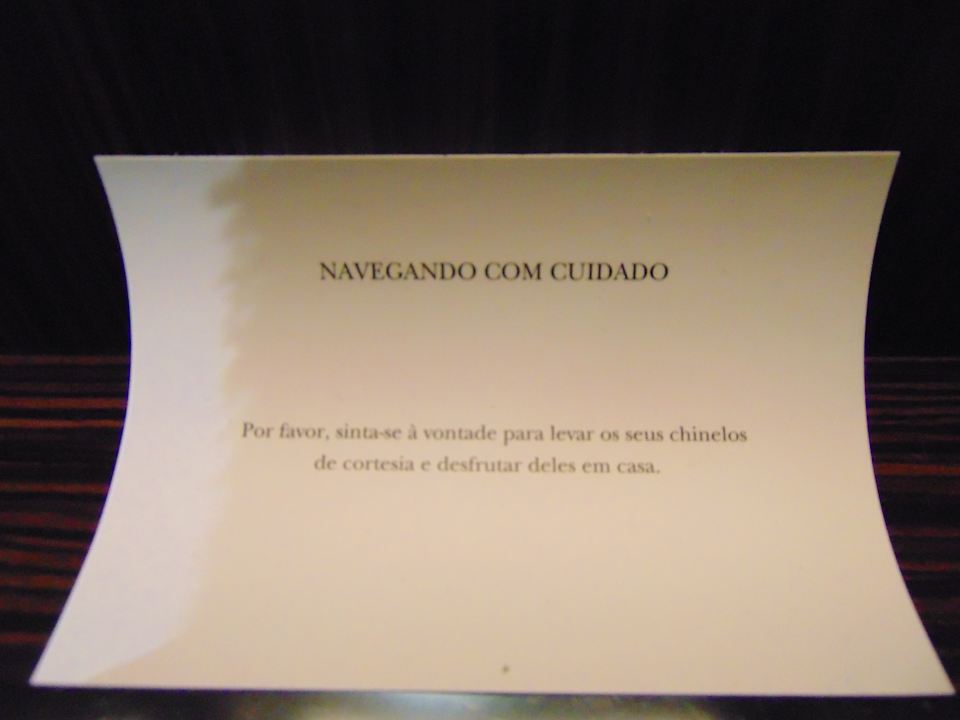 NAVEGANDO COM CUIDADO
Por favor, sinta-se à vontade para levar os seus chinelos
de cortesia e desfrutar deles em casa.